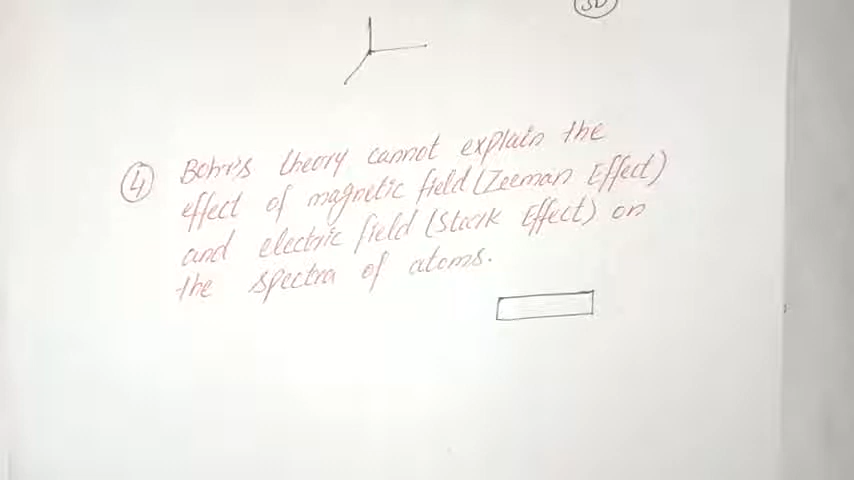 3D
④ Bohr's theory cannot explain the
effect of magnetic field (Zeeman Effect)
and electric field (Stark Effect) on
the spectra of atoms.